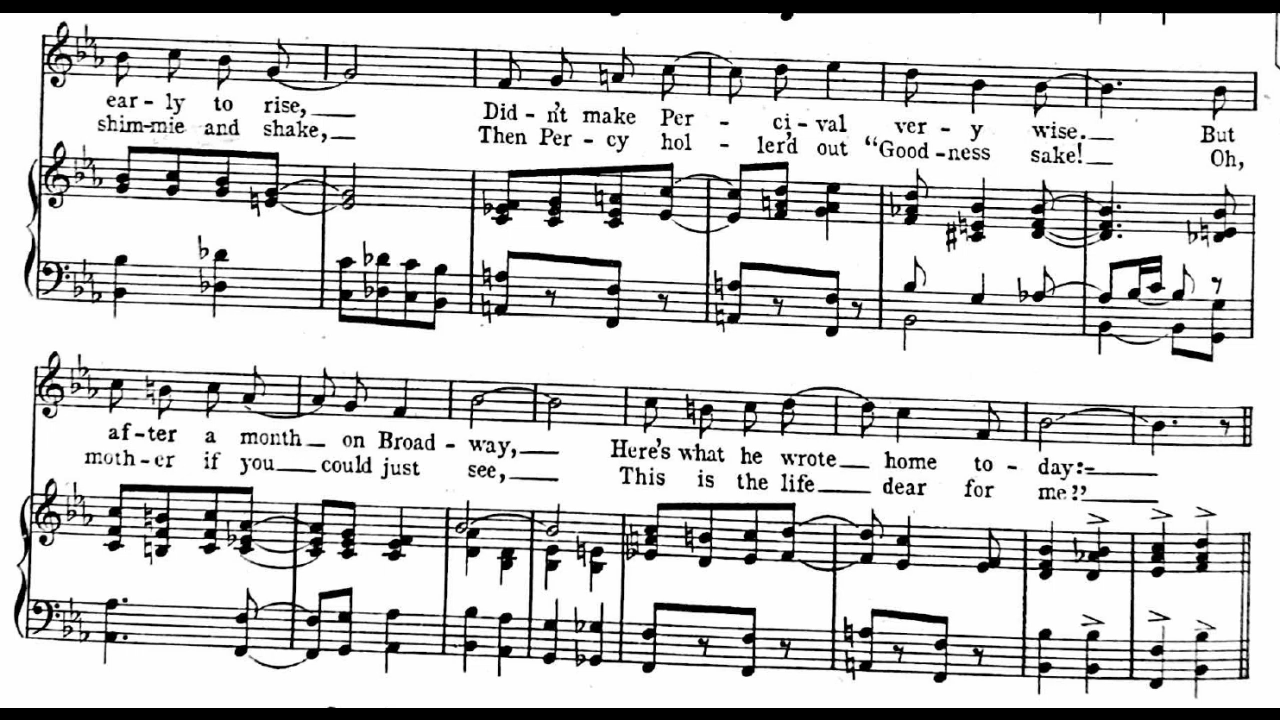 ear - ly to rise, Did - n't make Per - ci - val ver - y wise. But
shim-mie and shake, Then Per - cy hol - ler'd out "Good - ness sake! Oh,
af - ter a month on Broad - way, Here's what he wrote home to - day:-
moth - er if you could just see, This is the life dear for me?"